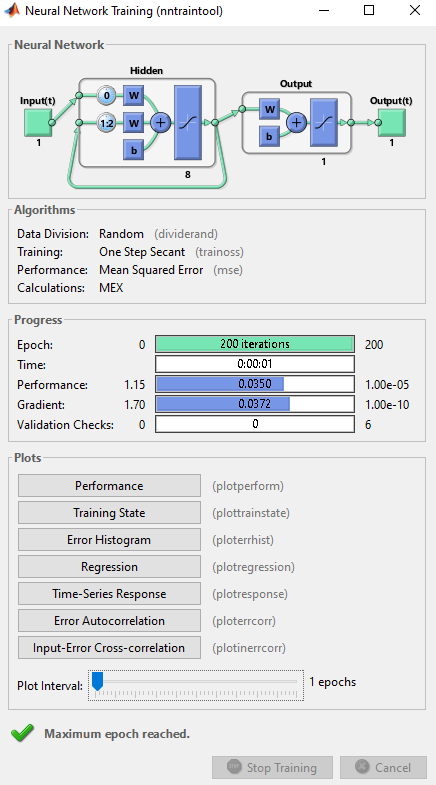 Neural Network Training (nntraintool)
Neural Network
Hidden
Output
Input(t)
Output(t)
0
W
1:2
W
b
+
W
b
+
1
8
1
1
Algorithms
Data Division: Random (dividerand)
Training: One Step Secant (trainoss)
Performance: Mean Squared Error (mse)
Calculations: MEX
Progress
Epoch: 0 200 iterations 200
Time: 0:00:01
Performance: 1.15 0.0350 1.00e-05
Gradient: 1.70 0.0372 1.00e-10
Validation Checks: 0 0 6
Plots
Performance (plotperform)
Training State (plottrainstate)
Error Histogram (ploterrhist)
Regression (plotregression)
Time-Series Response (plotresponse)
Error Autocorrelation (ploterrcorr)
Input-Error Cross-correlation (plotinerrcorr)
Plot Interval: 1 epochs
Maximum epoch reached.
Stop Training Cancel